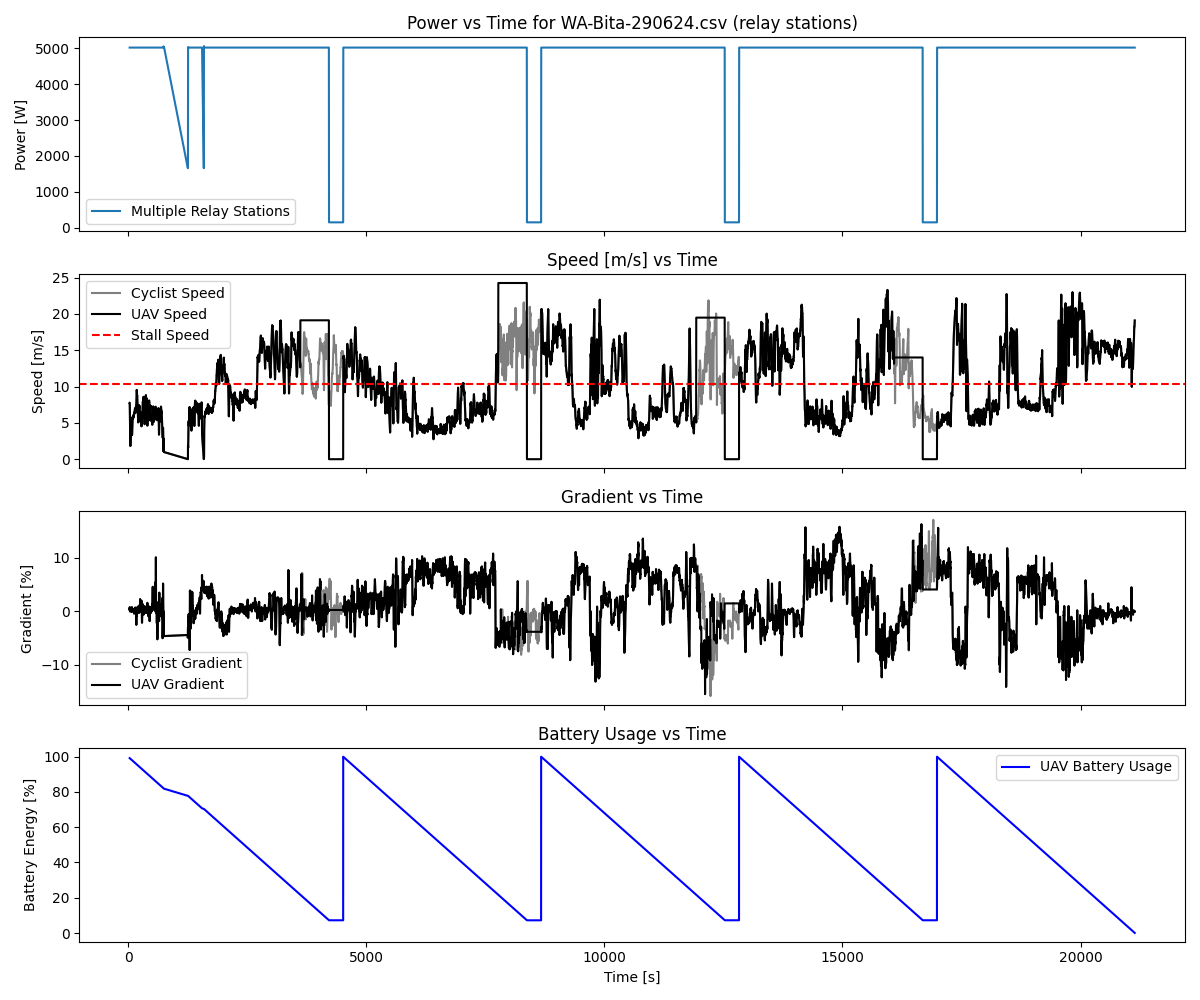 Power vs Time for WA-Bita-290624.csv (relay stations)
5000
4000
3000
2000
1000
0
Power [W]
Multiple Relay Stations
Speed [m/s] vs Time
25
20
15
10
5
0
Speed [m/s]
Cyclist Speed
UAV Speed
Stall Speed
Gradient vs Time
10
0
−10
Gradient [%]
Cyclist Gradient
UAV Gradient
Battery Usage vs Time
100
80
60
40
20
0
Battery Energy [%]
UAV Battery Usage
0 5000 10000 15000 20000
Time [s]